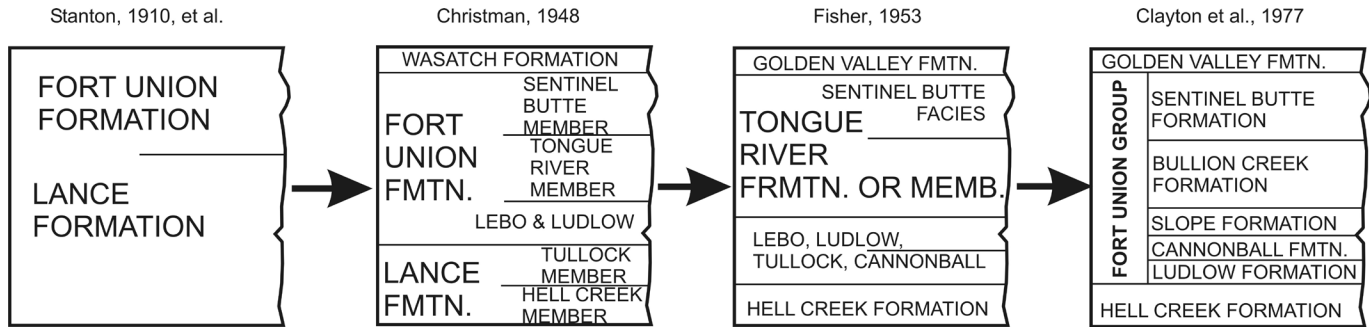 Stanton, 1910, et al.
FORT UNION
FORMATION
LANCE
FORMATION
Christman, 1948
WASATCH FORMATION
FORT
UNION
FMTN.
SENTINEL
BUTTE
MEMBER
TONGUE
RIVER
MEMBER
LEBO & LUDLOW
LANCE
FMTN.
TULLOCK
MEMBER
HELL CREEK
MEMBER
Fisher, 1953
GOLDEN VALLEY FMTN.
SENTINEL BUTTE
FACIES
TONGUE
RIVER
FRMTN. OR MEMB.
LEBO, LUDLOW,
TULLOCK, CANNONBALL
HELL CREEK FORMATION
Clayton et al., 1977
GOLDEN VALLEY FMTN.
FORT UNION GROUP
SENTINEL BUTTE
FORMATION
BULLION CREEK
FORMATION
SLOPE FORMATION
CANNONBALL FMTN.
LUDLOW FORMATION
HELL CREEK FORMATION